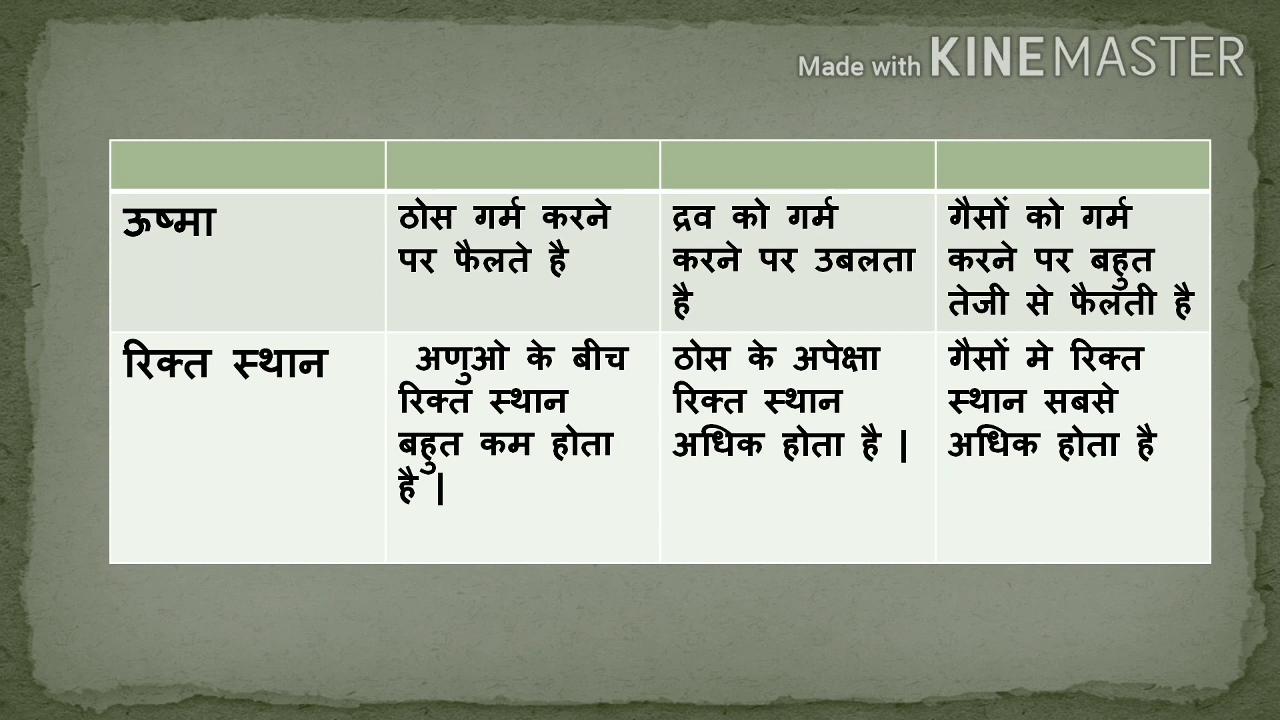 Made with KINEMASTER
ऊष्मा
ठोस गर्म करने
पर फैलते है
द्रव को गर्म
करने पर उबलता
है
गैसों को गर्म
करने पर बहुत
तेजी से फैलती है
रिक्त स्थान
अणुओ के बीच
रिक्त स्थान
बहुत कम होता
है |
ठोस के अपेक्षा
रिक्त स्थान
अधिक होता है |
गैसों मे रिक्त
स्थान सबसे
अधिक होता है